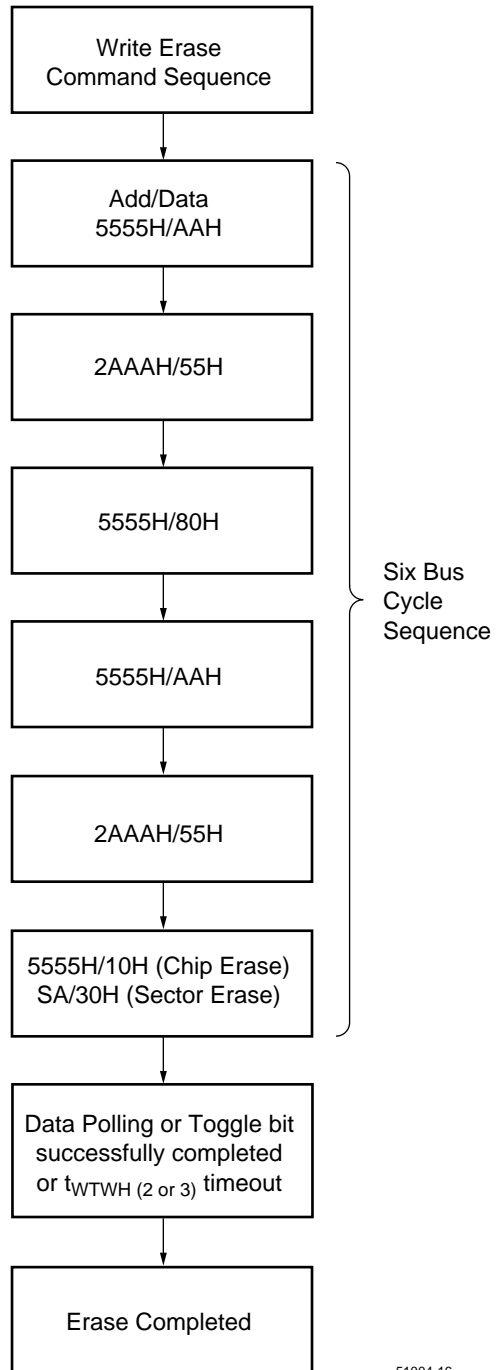 Write Erase
Command Sequence
Add/Data
5555H/AAH
2AAAH/55H
5555H/80H
5555H/AAH
2AAAH/55H
5555H/10H (Chip Erase)
SA/30H (Sector Erase)
Six Bus
Cycle
Sequence
Data Polling or Toggle bit
successfully completed
or tWTWH (2 or 3) timeout
Erase Completed